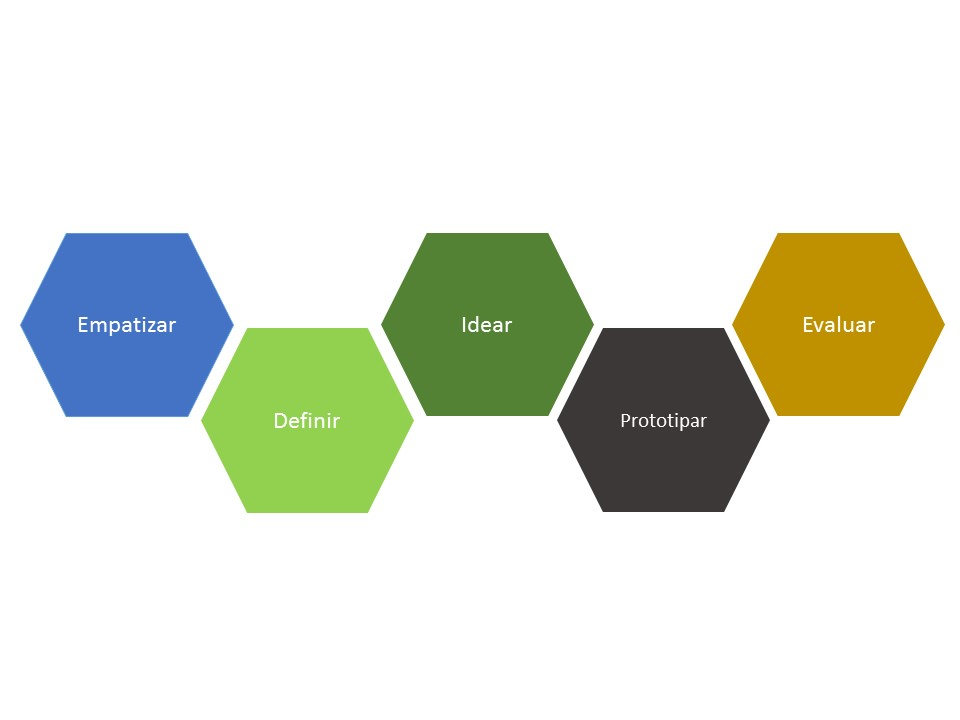 Empatizar
Definir
Idear
Prototipar
Evaluar